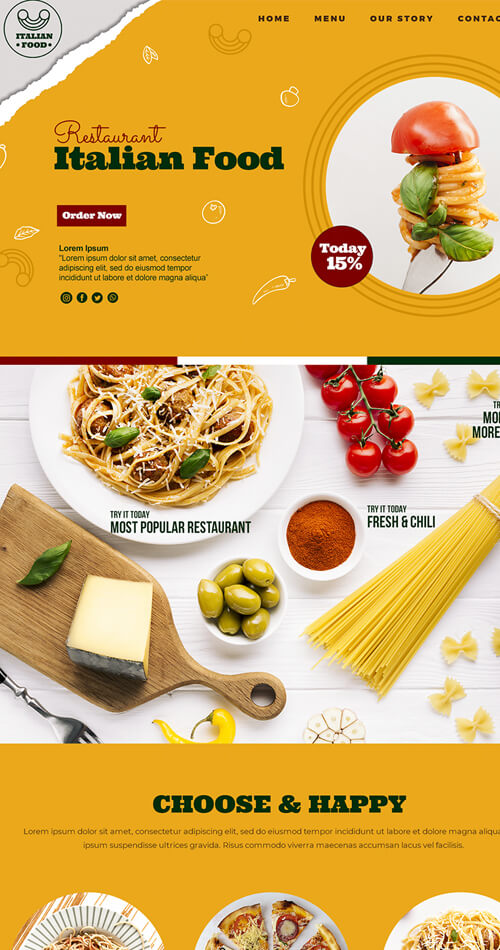 ITALIAN
•FOOD•
HOME MENU OUR STORY
Restaurant
Italian Food
Order Now
Today
15%
Lorem Ipsum
“Lorem ipsum dolor sit amet, consectetur
adipiscing elit, sed do eiusmod tempor
incididunt ut labore et dolore magna aliqua”
TRY IT TODAY
MOST POPULAR RESTAURANT
TRY IT TODAY
FRESH & CHILI
MORE
CHOOSE & HAPPY
Lorem ipsum dolor sit amet, consectetur adipiscing elit, sed do eiusmod tempor incididunt ut labore et dolore magna aliqua. Quis
ipsum suspendisse ultrices gravida. Risus commodo viverra maecenas accumsan lacus vel facilisis.